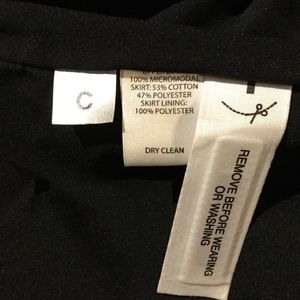 C
100% MICROMODAL
SKIRT: 53% COTTON
47% POLYESTER
SKIRT LINING:
100% POLYESTER
DRY CLEAN
REMOVE BEFORE WEARING
OR WASHING